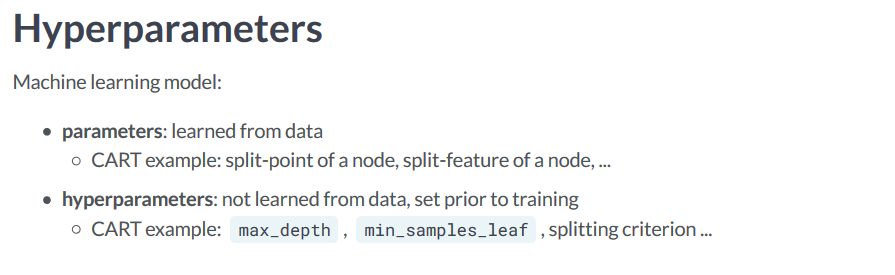 Hyperparameters
Machine learning model:
parameters: learned from data
CART example: split-point of a node, split-feature of a node, ...
hyperparameters: not learned from data, set prior to training
CART example: max_depth , min_samples_leaf , splitting criterion ...